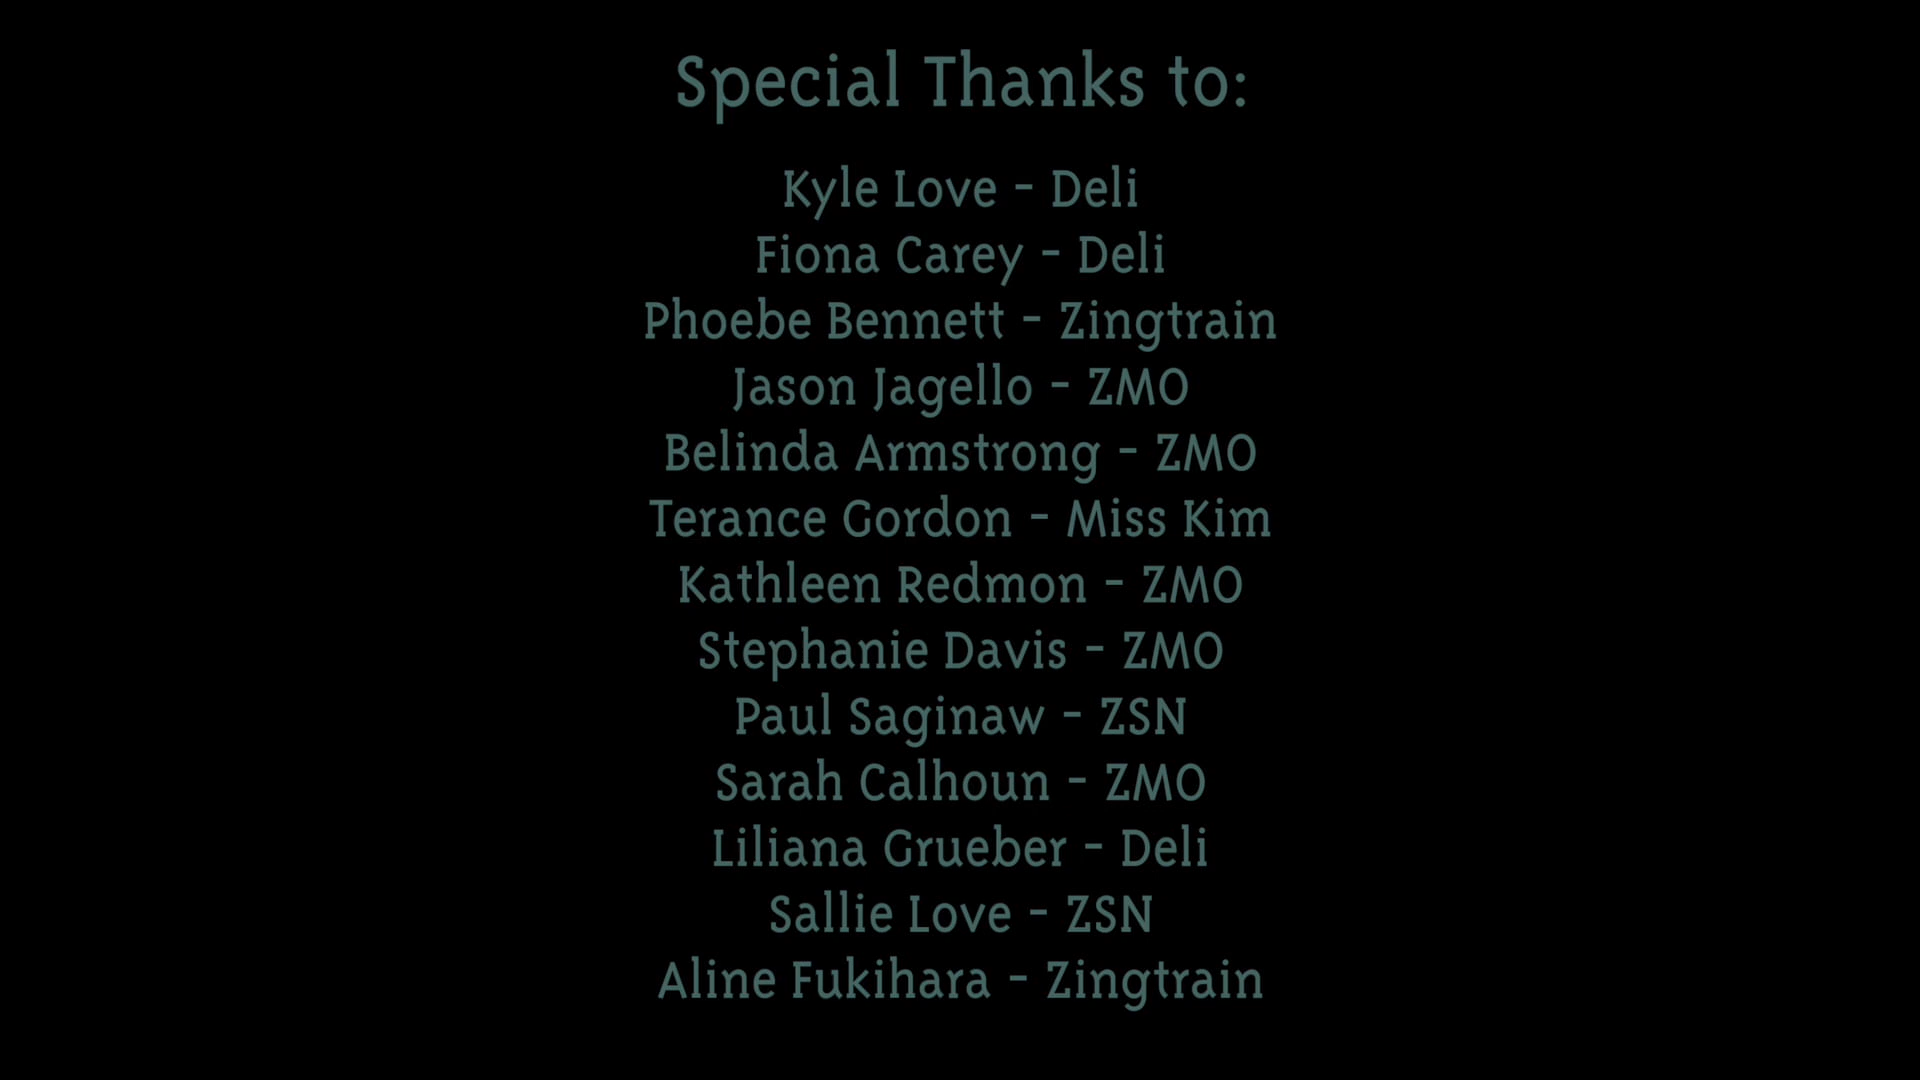 Special Thanks to:
Kyle Love - Deli
Fiona Carey - Deli
Phoebe Bennett - Zingtrain
Jason Jagello - ZMO
Belinda Armstrong - ZMO
Terance Gordon - Miss Kim
Kathleen Redmon - ZMO
Stephanie Davis - ZMO
Paul Saginaw - ZSN
Sarah Calhoun - ZMO
Liliana Grueber - Deli
Sallie Love - ZSN
Aline Fukihara - Zingtrain